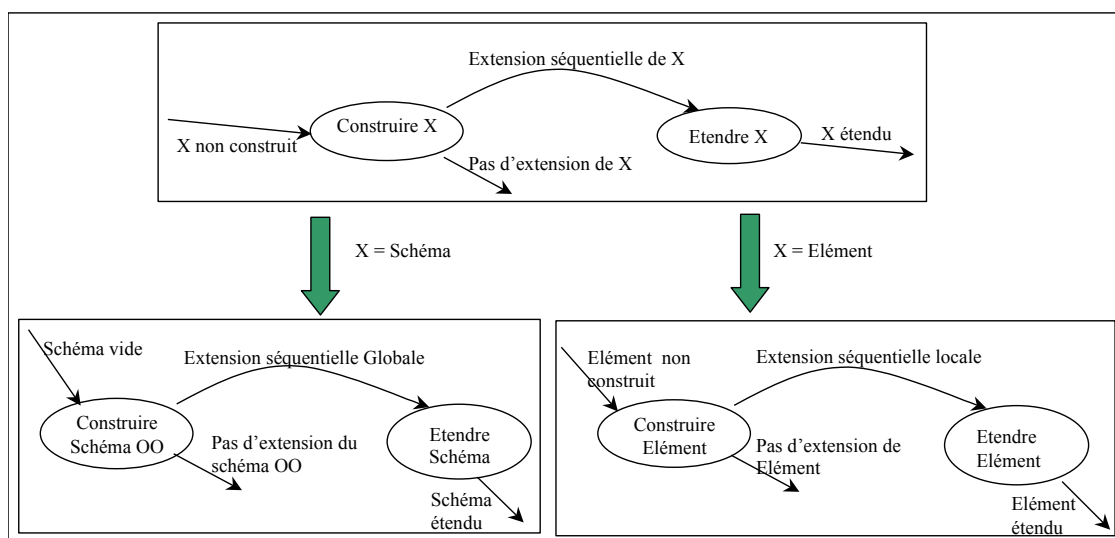 Extension séquentielle de X
Construire X
Etendre X
X étendu
X non construit
Pas d'extension de X
X = Schéma
X = Elément
Schéma vide
Extension séquentielle Globale
Construire
Schéma OO
Pas d'extension du
schéma OO
Etendre
Schéma
Schéma
étendu
Elément  non
construit
Extension séquentielle locale
Construire
Elément
Pas d'extension de
Elément
Etendre
Elément
Elément
étendu